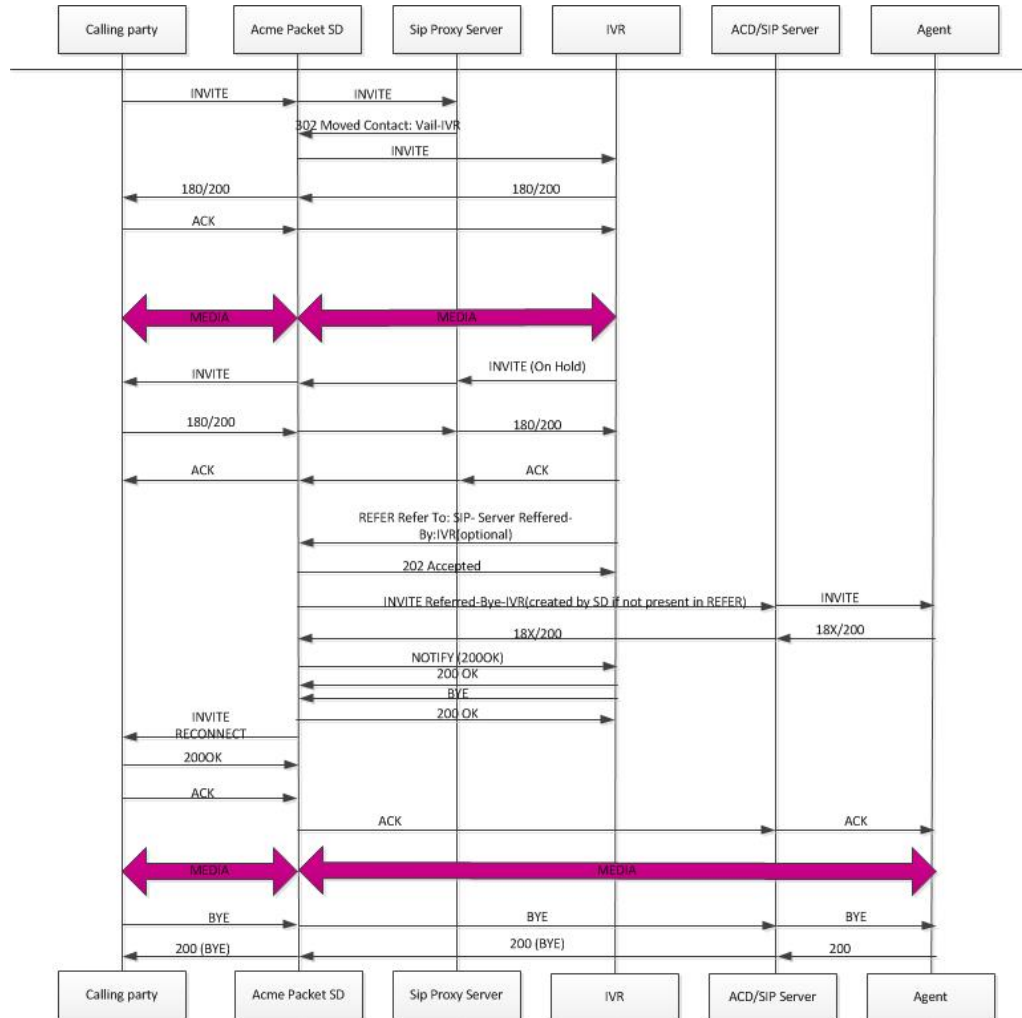 Calling party
Acme Packet SD
Sip Proxy Server
IVR
ACD/SIP Server
Agent
INVITE
INVITE
302 Moved Contact: Vail-IVR
INVITE
180/200
180/200
ACK
MEDIA
MEDIA
INVITE (On Hold)
INVITE
180/200
180/200
ACK
ACK
REFER Refer To: SIP- Server Reffered-
By:IVR(optional)
202 Accepted
INVITE Referred-Bye-IVR(created by SD if not present in REFER)
INVITE
18X/200
18X/200
NOTIFY (200OK)
200 OK
BYE
200 OK
INVITE
RECONNECT
200OK
ACK
ACK
ACK
MEDIA
MEDIA
BYE
BYE
BYE
200 (BYE)
200 (BYE)
200
Calling party
Acme Packet SD
Sip Proxy Server
IVR
ACD/SIP Server
Agent